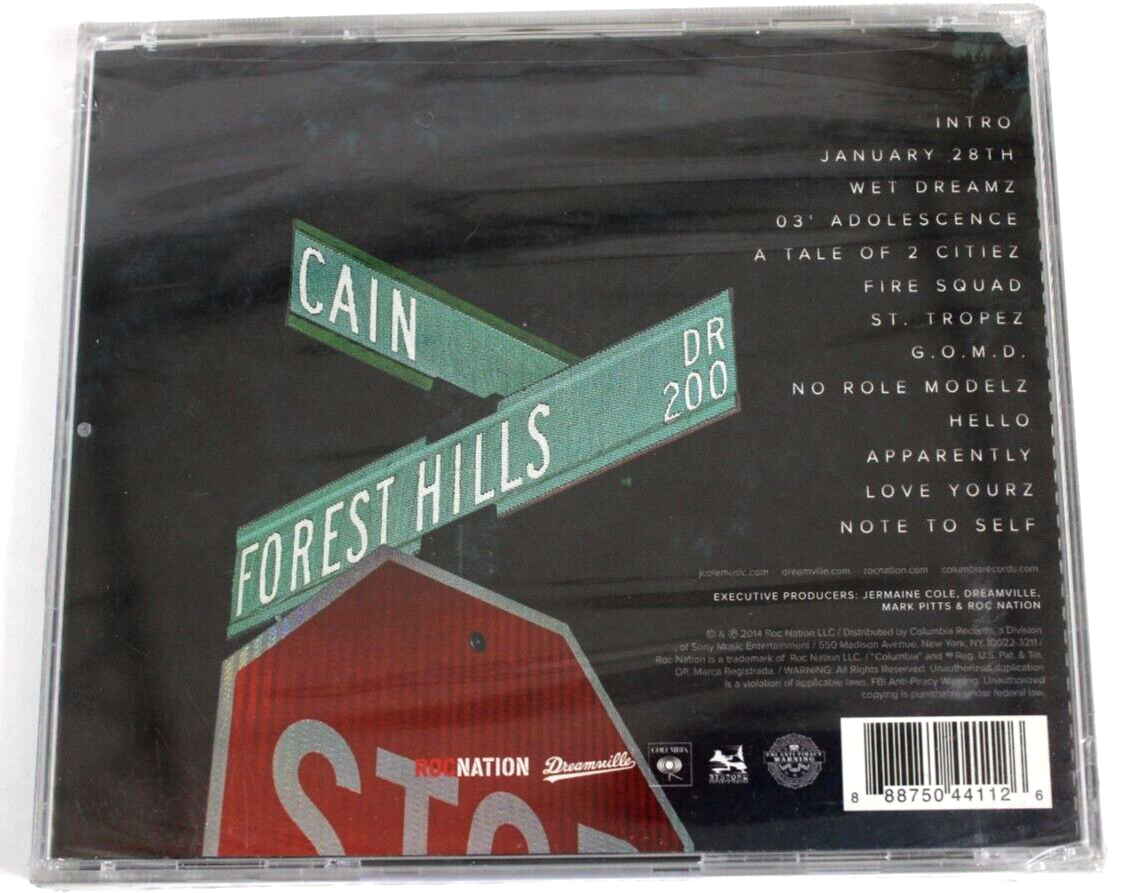 INTRO
JANUARY 28TH
WET DREAMZ
03' ADOLESCENCE
A TALE OF 2 CITIEZ
FIRE SQUAD
ST. TROPEZ
G.O.M.D.
NO ROLE MODELZ
HELLO
APPARENTLY
LOVE YOURZ
NOTE TO SELF
CAIN
FOREST HILLS DR
200
STOP
jcolemusic.com dreamville.com rocnation.com columbiarecords.com
EXECUTIVE PRODUCERS: JERMAINE COLE, DREAMVILLE,
MARK PITTS & ROC NATION
© & ℗ 2014 Roc Nation LLC / Distributed by Columbia Records, a Division
of Sony Music Entertainment / 550 Madison Avenue, New York, NY 10022-3211 /
Roc Nation is a trademark of Roc Nation LLC. / "Columbia" and Reg. U.S. Pat. & Tm.
Off. Marca Registrada. / WARNING: All Rights Reserved. Unauthorized duplication
is a violation of applicable laws. FBI Anti-Piracy Warning: Unauthorized
copying is punishable under federal law.
ROCNATION Dreamville COLUMBIA BYSTORM FBI ANTI-PIRACY WARNING
8 88750 44112 6